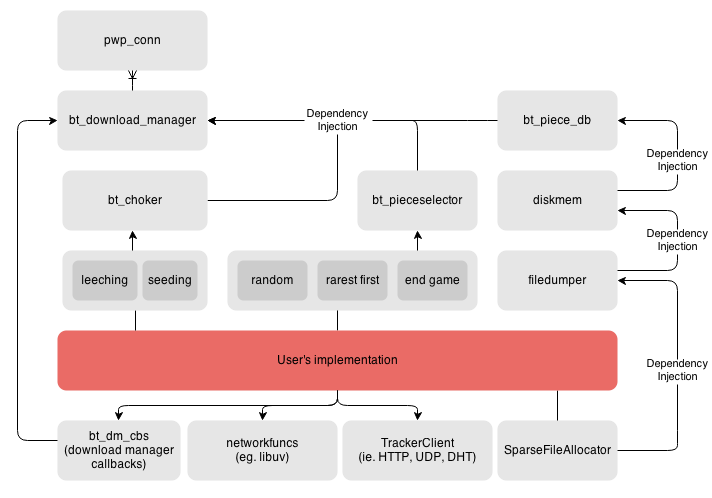 pwp_conn
bt_download_manager
Dependency
Injection
bt_piece_db
Dependency
Injection
bt_choker
bt_pieceselector
diskmem
Dependency
Injection
leeching
seeding
random
rarest first
end game
filedumper
User's implementation
Dependency
Injection
bt_dm_cbs
(download manager
callbacks)
networkfuncs
(eg. libuv)
TrackerClient
(ie. HTTP, UDP, DHT)
SparseFileAllocator